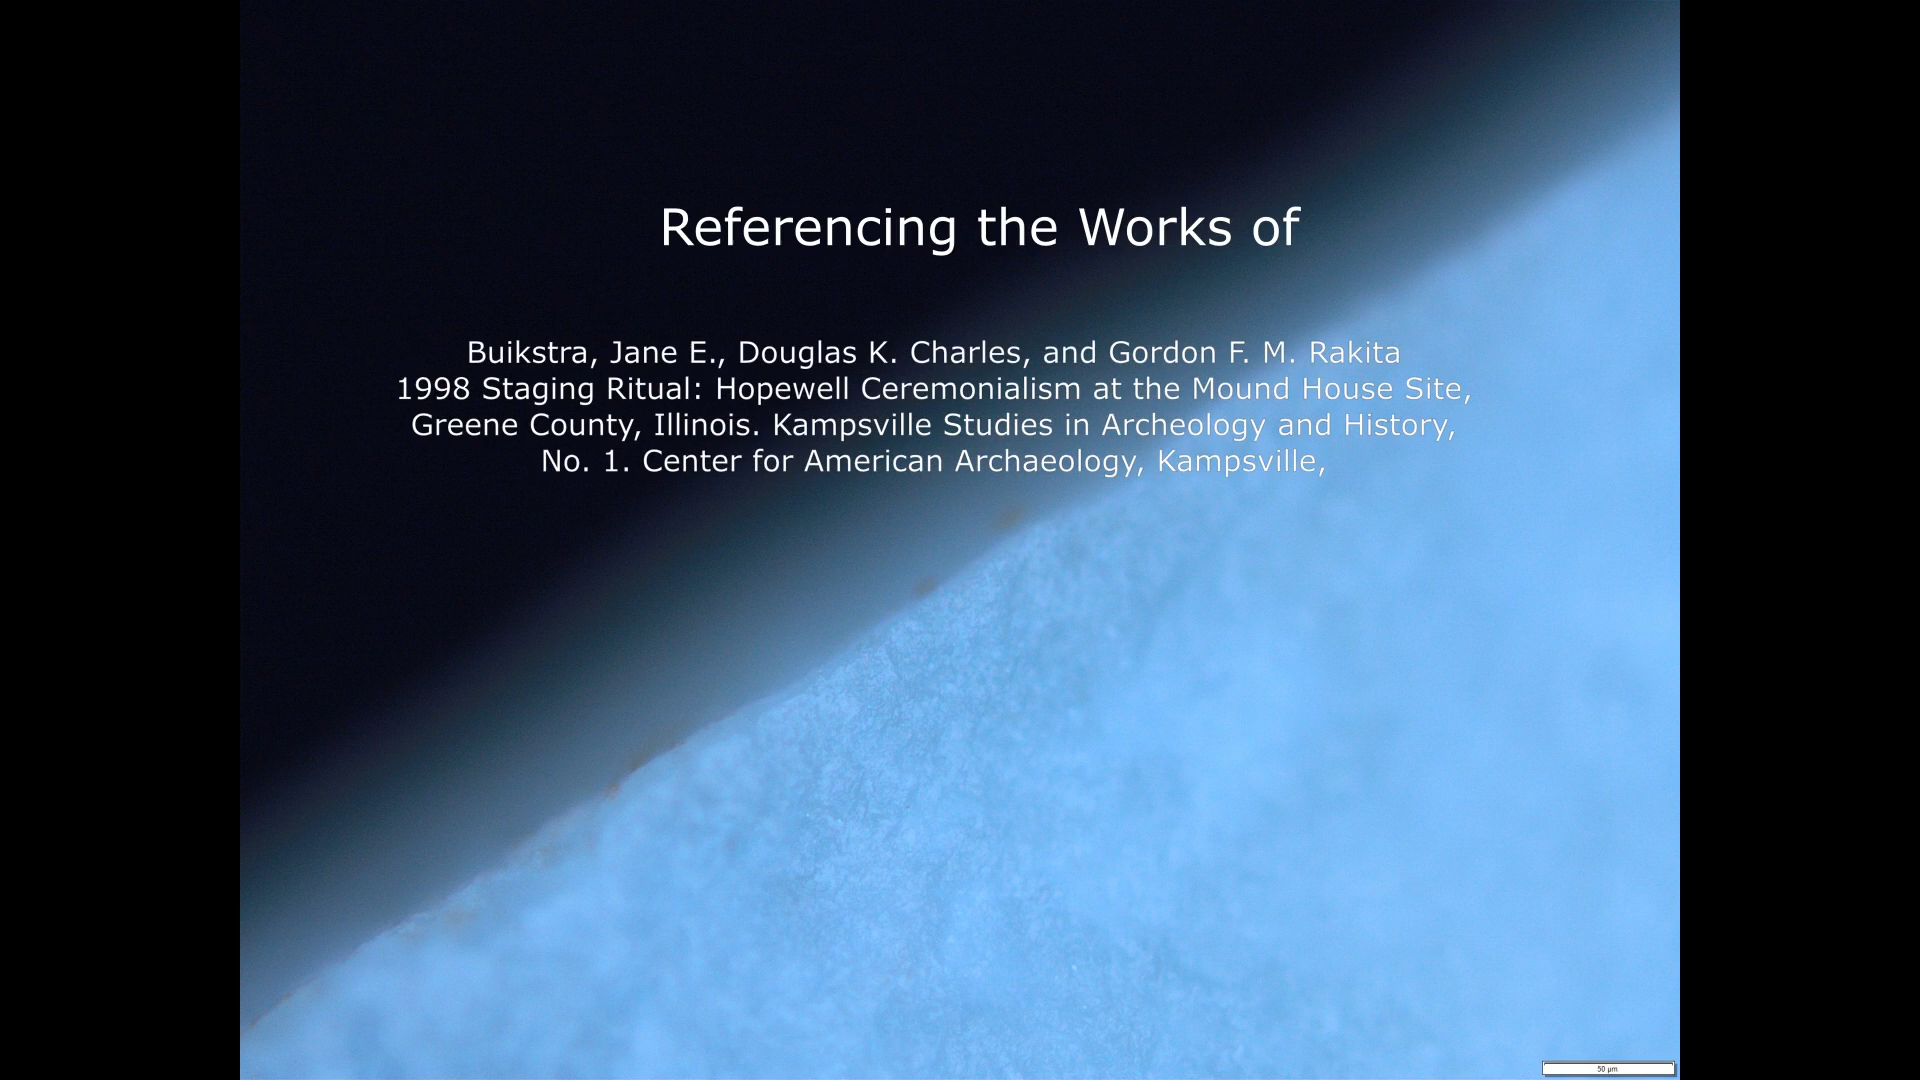 Referencing the Works of
Buikstra, Jane E., Douglas K. Charles, and Gordon F. M. Rakita
1998 Staging Ritual: Hopewell Ceremonialism at the Mound House Site,
Greene County, Illinois. Kampsville Studies in Archeology and History,
No. 1. Center for American Archaeology, Kampsville,
50 µm